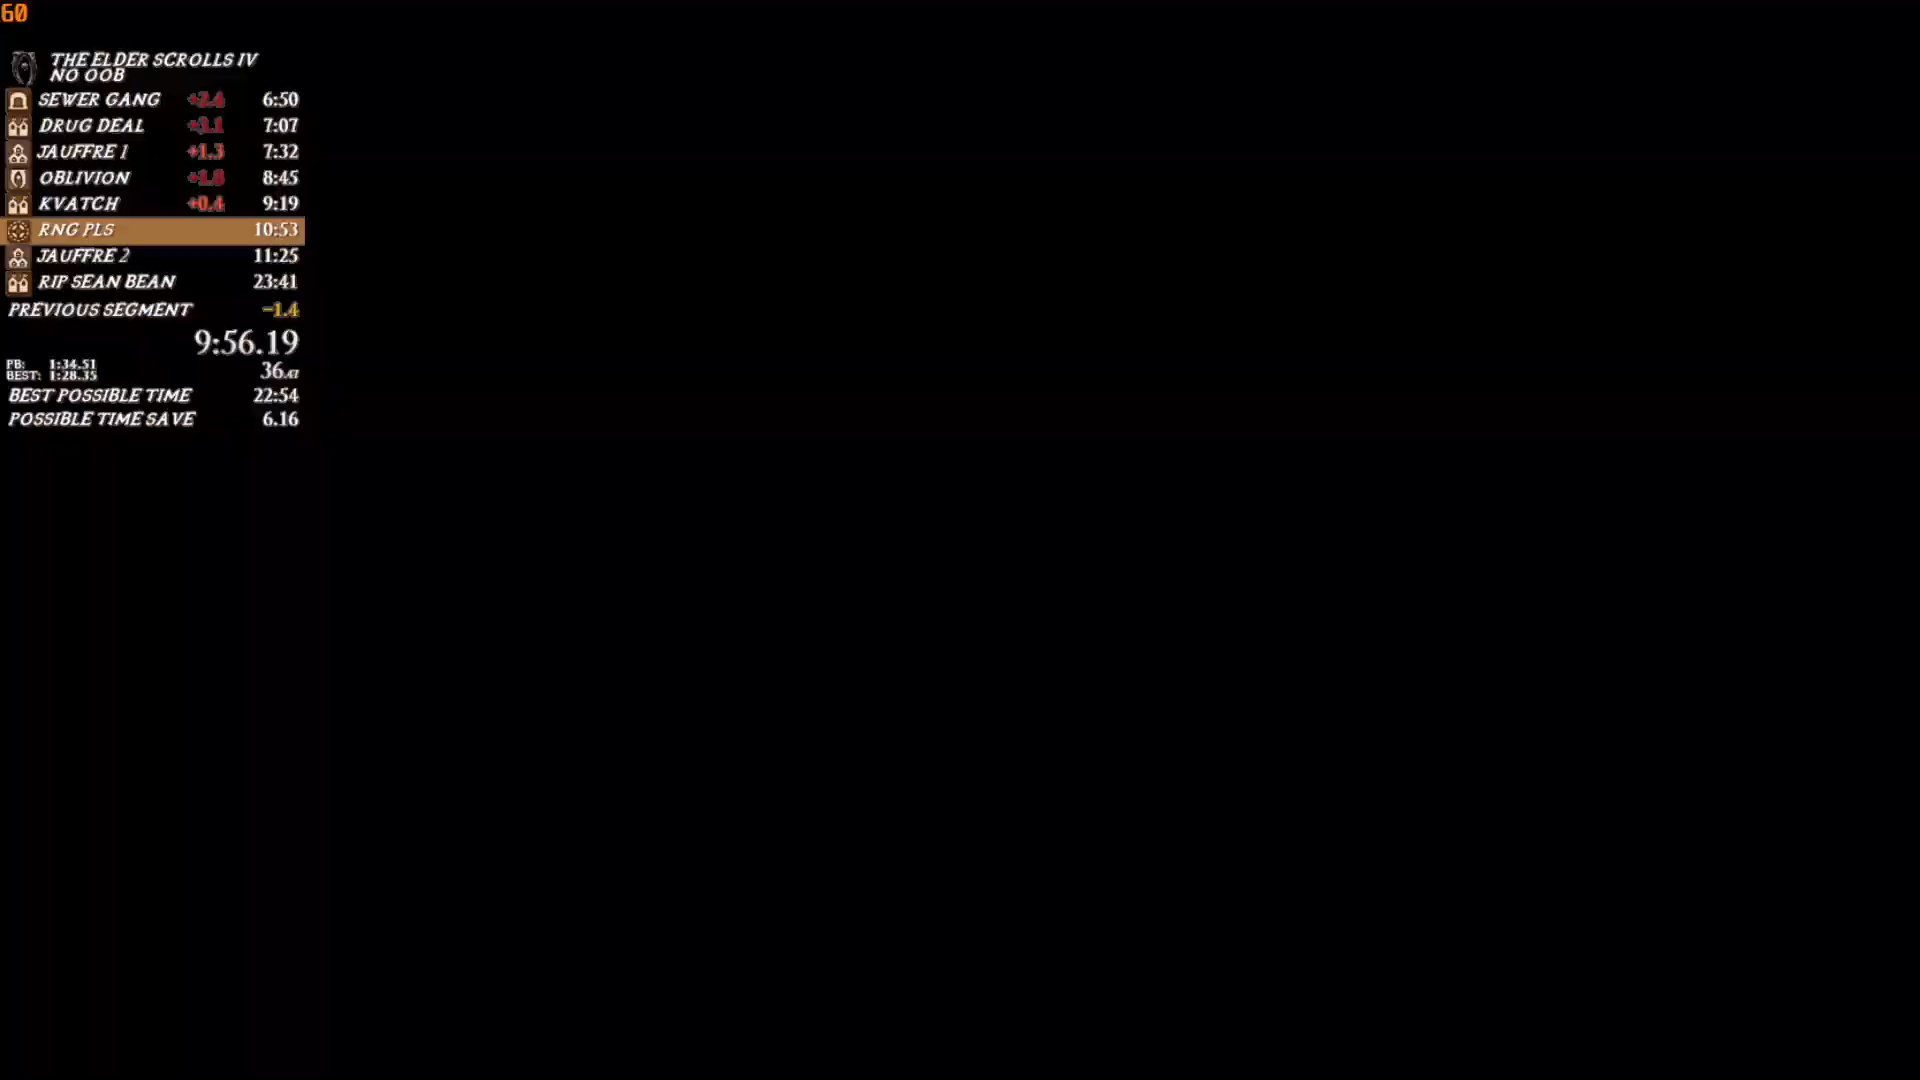 60
THE ELDER SCROLLS IV
NO OOB
SEWER GANG +2.4 6:50
DRUG DEAL +3.1 7:07
JAUFFRE 1 +1.3 7:32
OBLIVION +1.8 8:45
KVATCH +0.4 9:19
RNG PLS 10:53
JAUFFRE 2 11:25
RIP SEAN BEAN 23:41
PREVIOUS SEGMENT -1.4
9:56.19
PB: 1:34.51
BEST: 1:28.35
36.47
BEST POSSIBLE TIME 22:54
POSSIBLE TIME SAVE 6.16